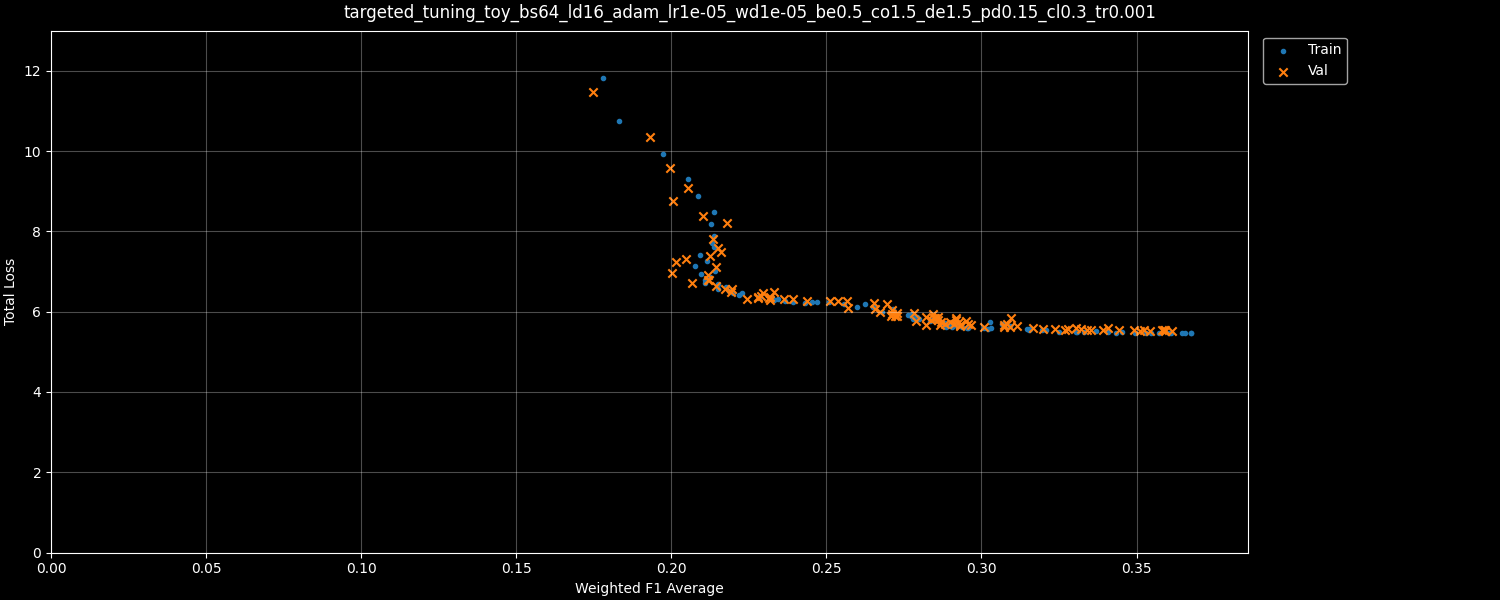 targeted_tuning_toy_bs64_ld16_adam_lr1e-05_wd1e-05_be0.5_co1.5_de1.5_pd0.15_cl0.3_tr0.001
Train
Val
12
10
8
6
4
2
0
Total Loss
0.00 0.05 0.10 0.15 0.20 0.25 0.30 0.35
Weighted F1 Average